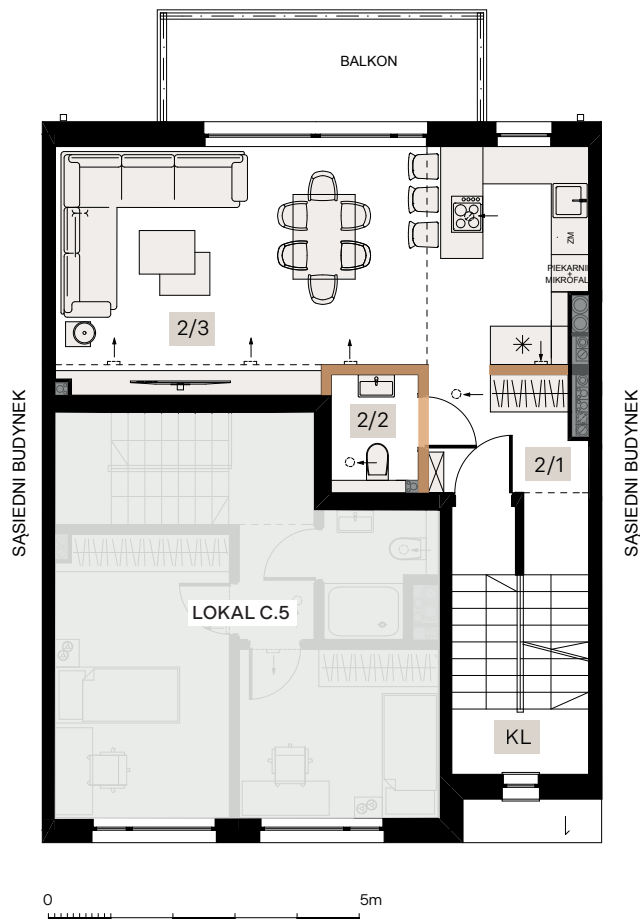 BALKON
ZM
PIEKARNIK
+
MIKROFALA
2/3
2/2
2/1
SĄSIEDNI BUDYNEK
SĄSIEDNI BUDYNEK
LOKAL C.5
KL
0 5m